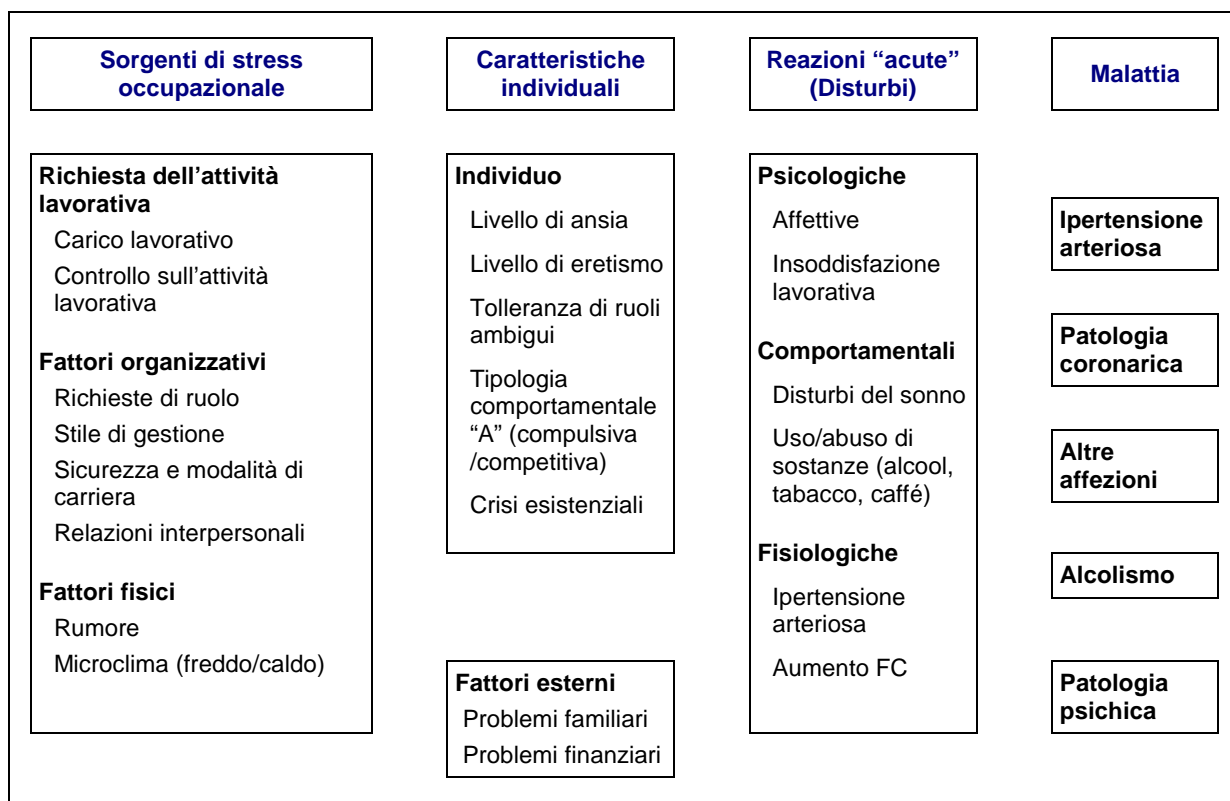 Sorgenti di stress
occupazionale
Caratteristiche
individuali
Reazioni “acute”
(Disturbi)
Malattia
Richiesta dell’attività
lavorativa
Carico lavorativo
Controllo sull’attività
lavorativa
Fattori organizzativi
Richieste di ruolo
Stile di gestione
Sicurezza e modalità di
carriera
Relazioni interpersonali
Fattori fisici
Rumore
Microclima (freddo/caldo)
Individuo
Livello di ansia
Livello di eretismo
Tolleranza di ruoli
ambigui
Tipologia
comportamentale
“A” (compulsiva
/competitiva)
Crisi esistenziali
Fattori esterni
Problemi familiari
Problemi finanziari
Psicologiche
Affettive
Insoddisfazione
lavorativa
Comportamentali
Disturbi del sonno
Uso/abuso di
sostanze (alcool,
tabacco, caffé)
Fisiologiche
Ipertensione
arteriosa
Aumento FC
Ipertensione
arteriosa
Patologia
coronarica
Altre
affezioni
Alcolismo
Patologia
psichica